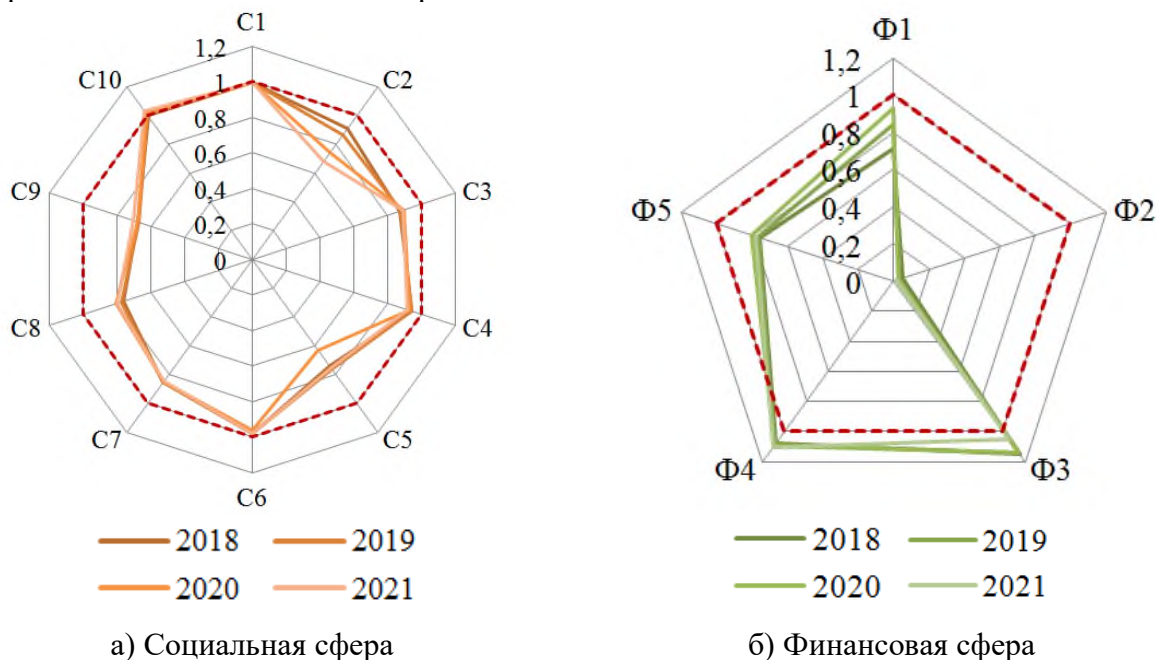 С1
1,2
С10
1
С2
0,8
0,6
С9
0,4
С3
0,2
0
С8
С4
С7
С5
С6
2018
2019
2020
2021
а) Социальная сфера
Ф1
1,2
1
0,8
0,6
Ф5
0,4
Ф2
0,2
0
Ф4
Ф3
2018
2019
2020
2021
б) Финансовая сфера